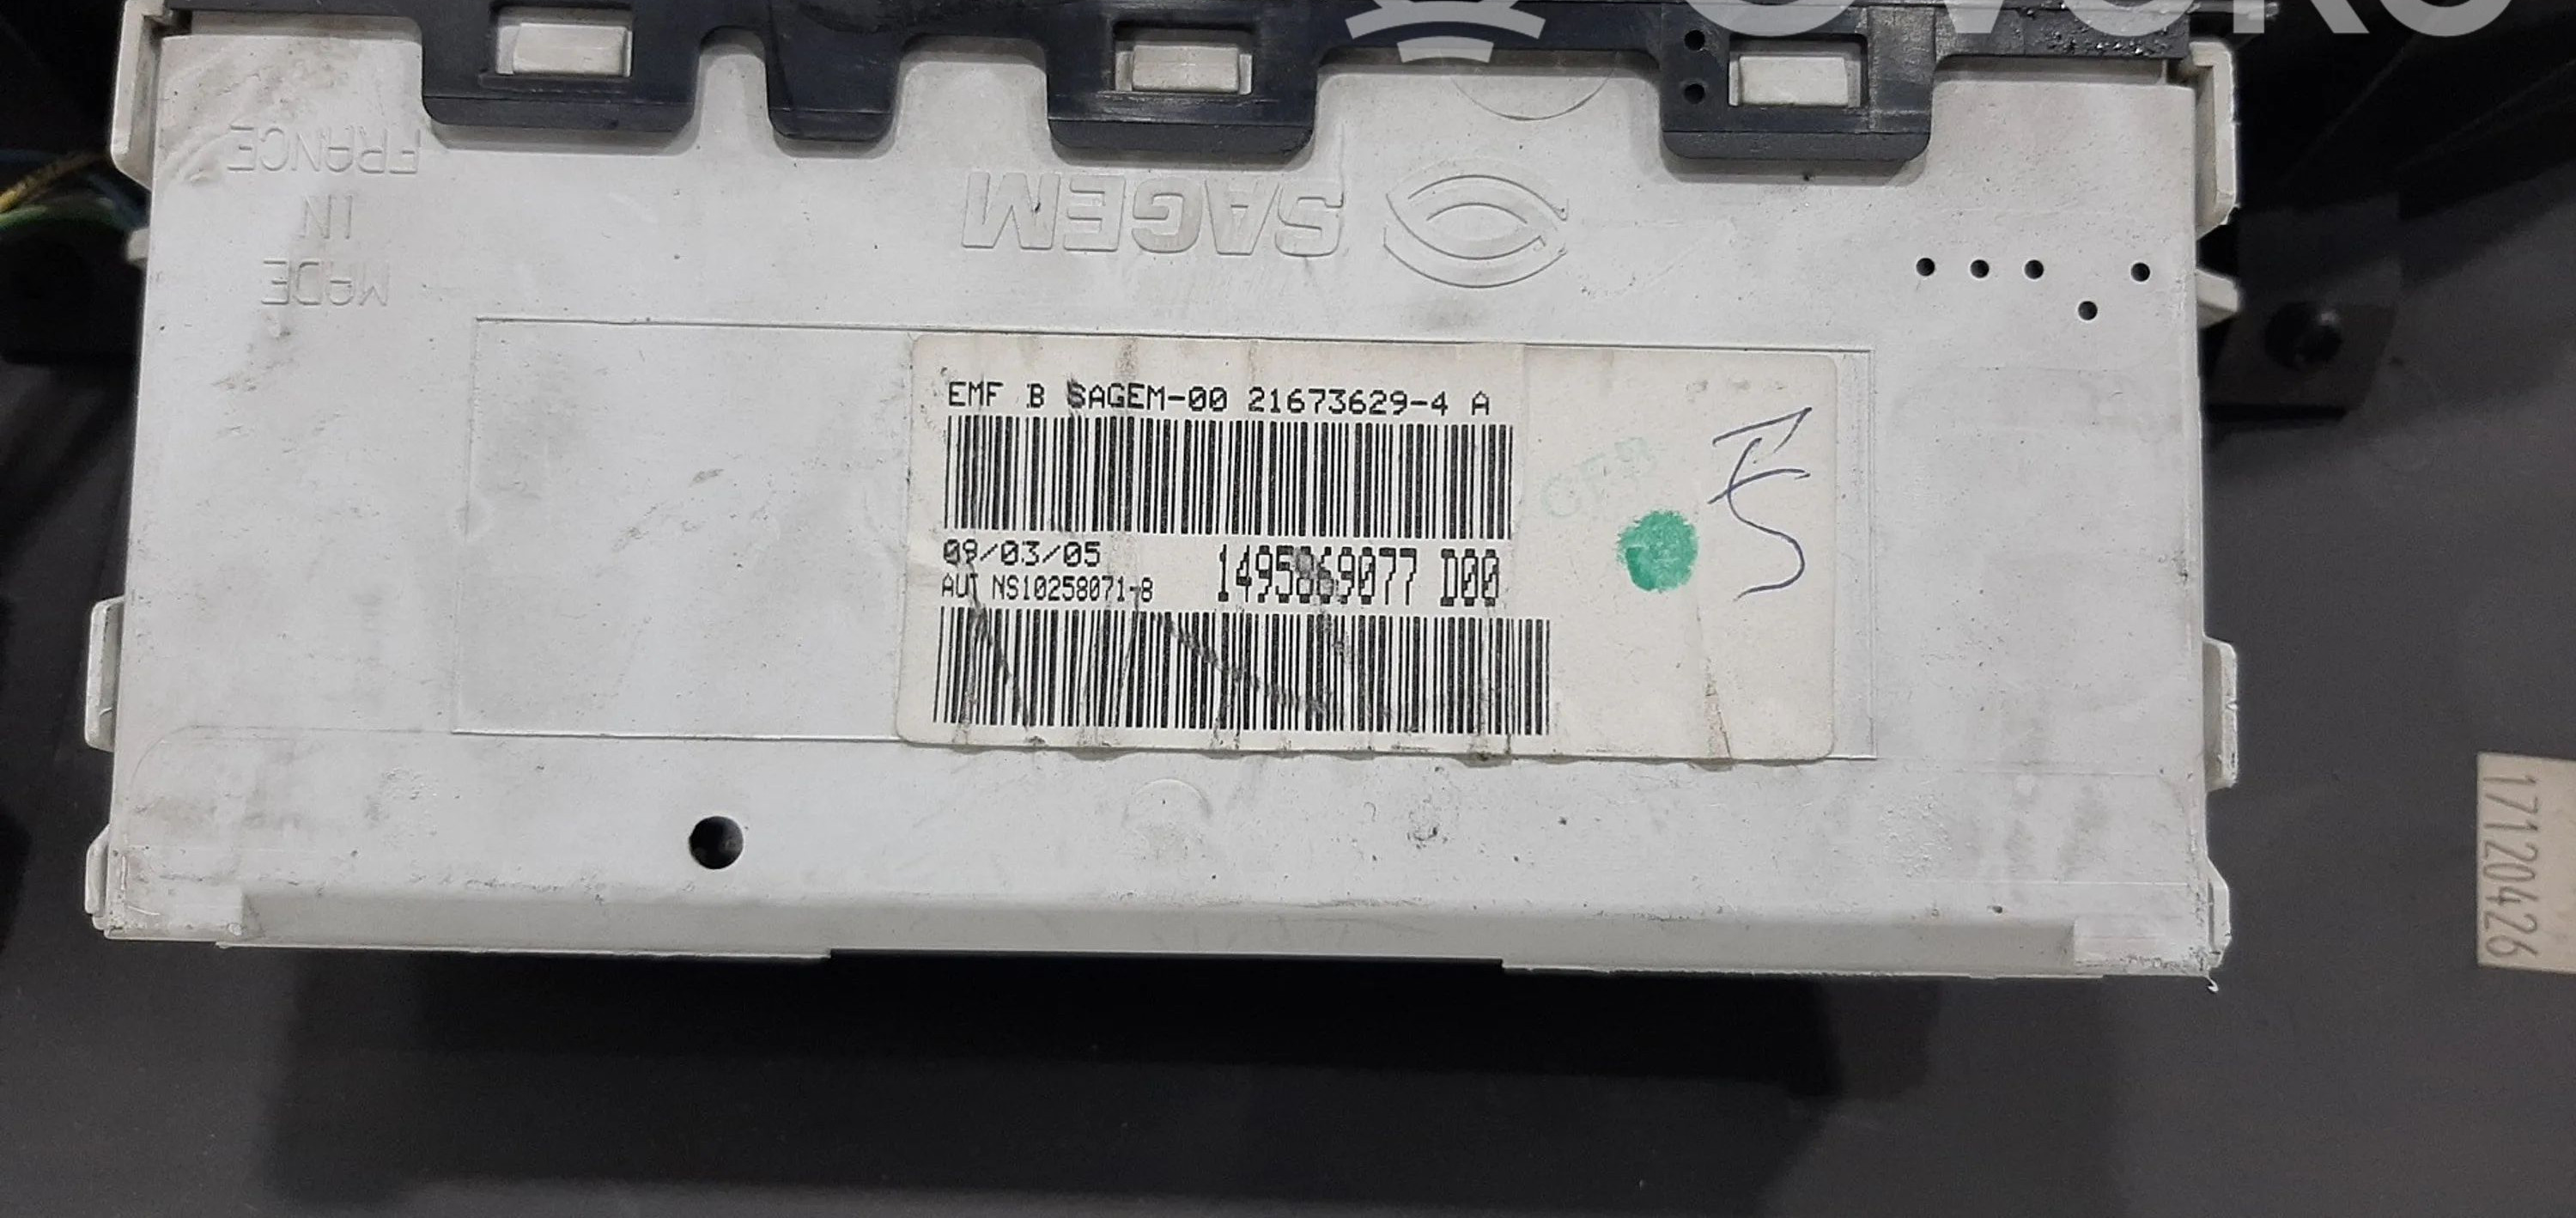 MADE
IN
FRANCE
SAGEM
EMF B SAGEM-00 21673629-4 A
09/03/05
AUT NS10258071-8
1495869077 D00
17120426